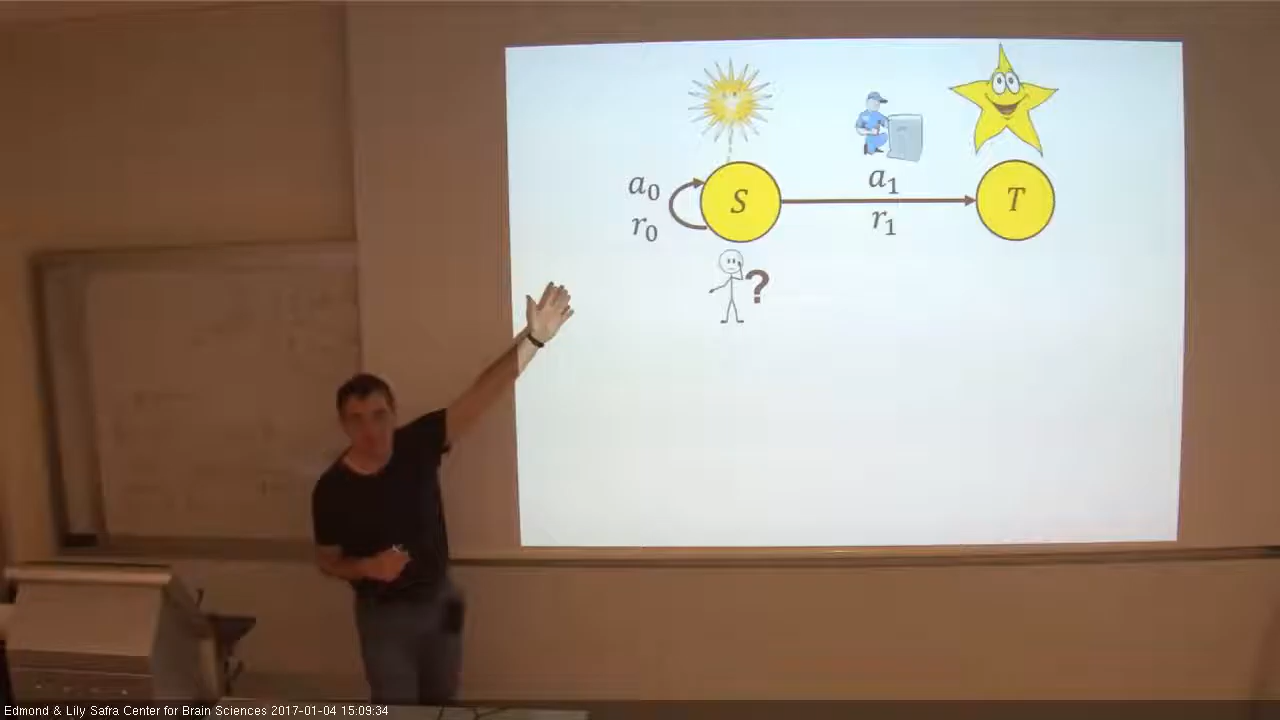 a₀
r₀
S
a₁
r₁
T
?
Edmond & Lily Safra Center for Brain Sciences 2017-01-04 15:09:34